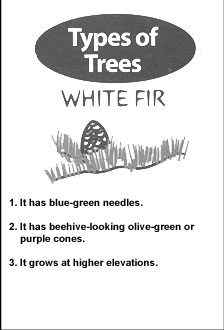 Types of
Trees
WHITE FIR
1. It has blue-green needles.
2. It has beehive-looking olive-green or
purple cones.
3. It grows at higher elevations.